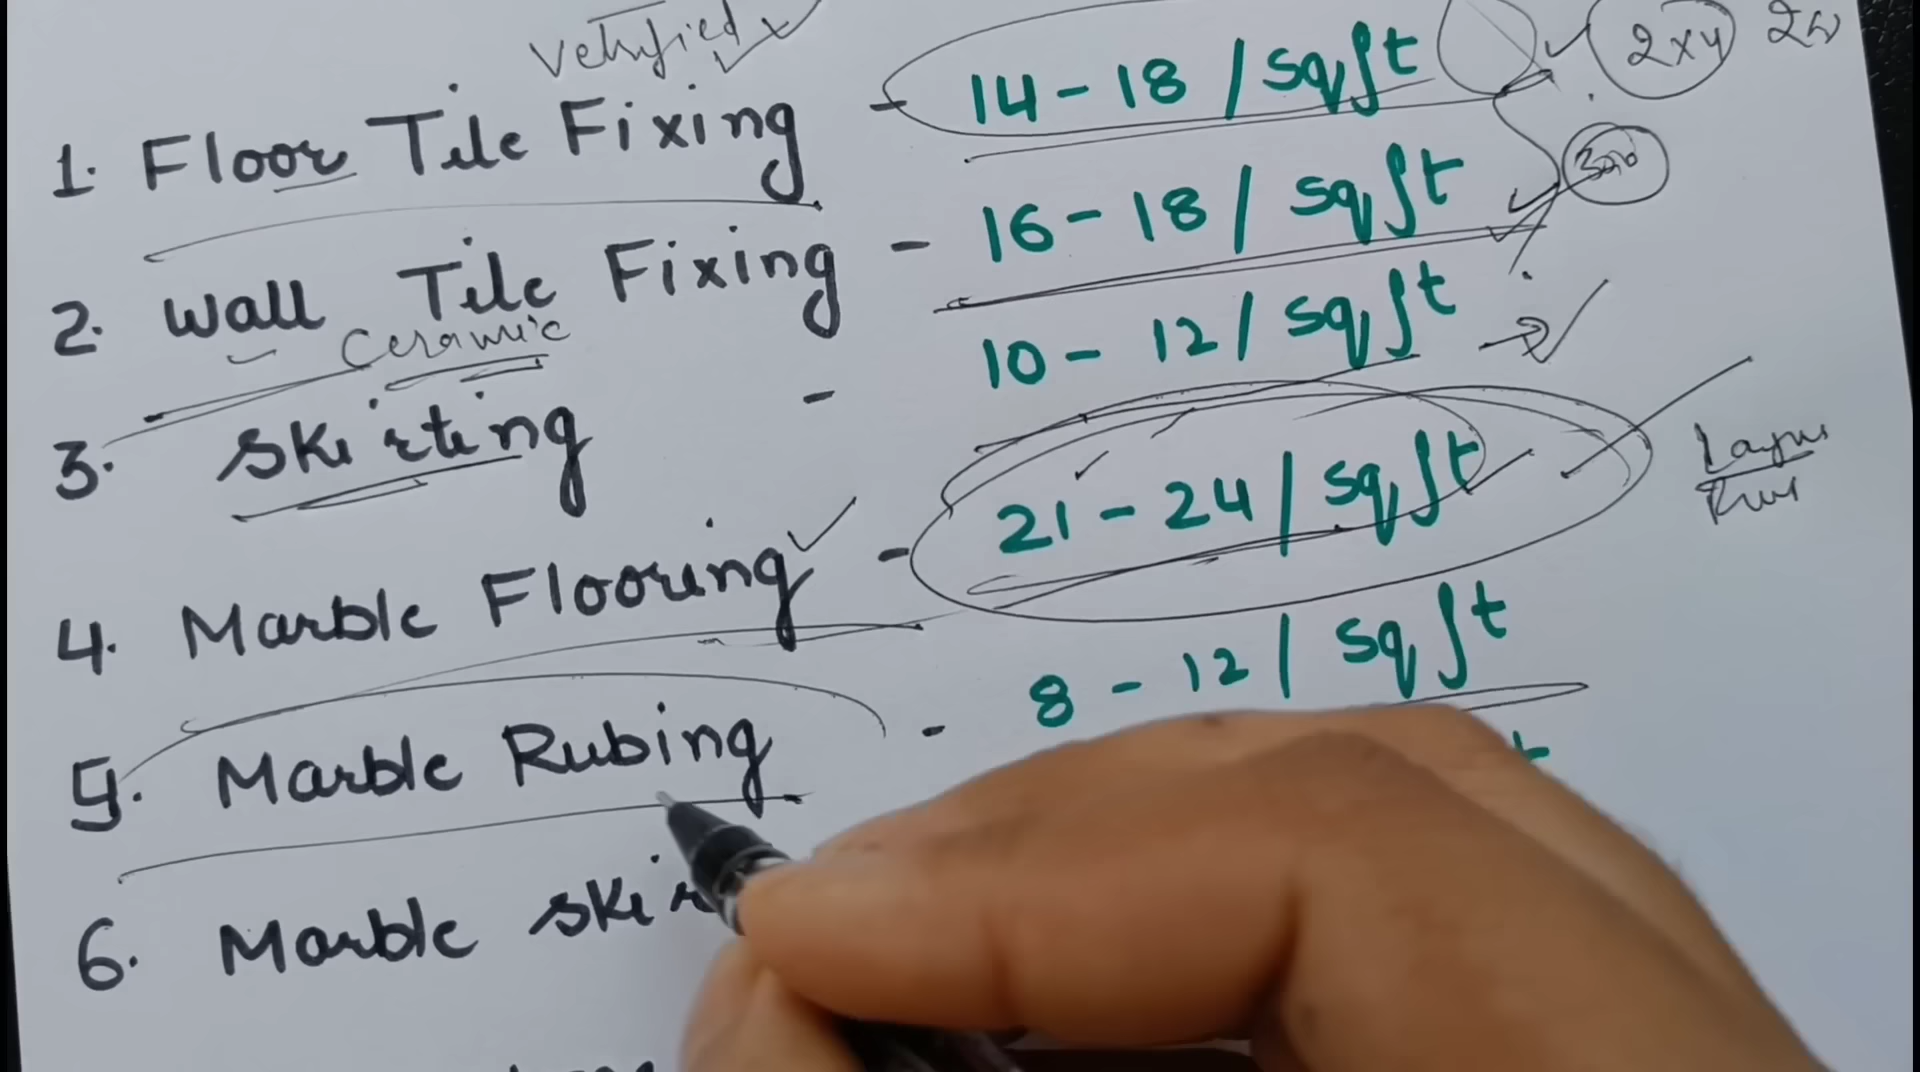 Vetrified
1. Floor Tile Fixing - 14 - 18 / Sqft 2x4
2. Wall Tile Fixing - 16 - 18 / Sqft
Ceramic
3. Skirting - 10 - 12 / Sqft
4. Marble Flooring - 21 - 24 / Sqft
5. Marble Rubing - 8 - 12 / Sqft
6. Marble